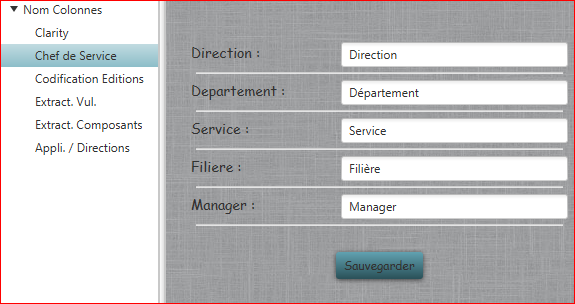 Nom Colonnes
Clarity
Chef de Service
Codification Editions
Extract. Vul.
Extract. Composants
Appli. / Directions
Direction : Direction
Departement : Département
Service : Service
Filiere : Filière
Manager : Manager
Sauvegarder